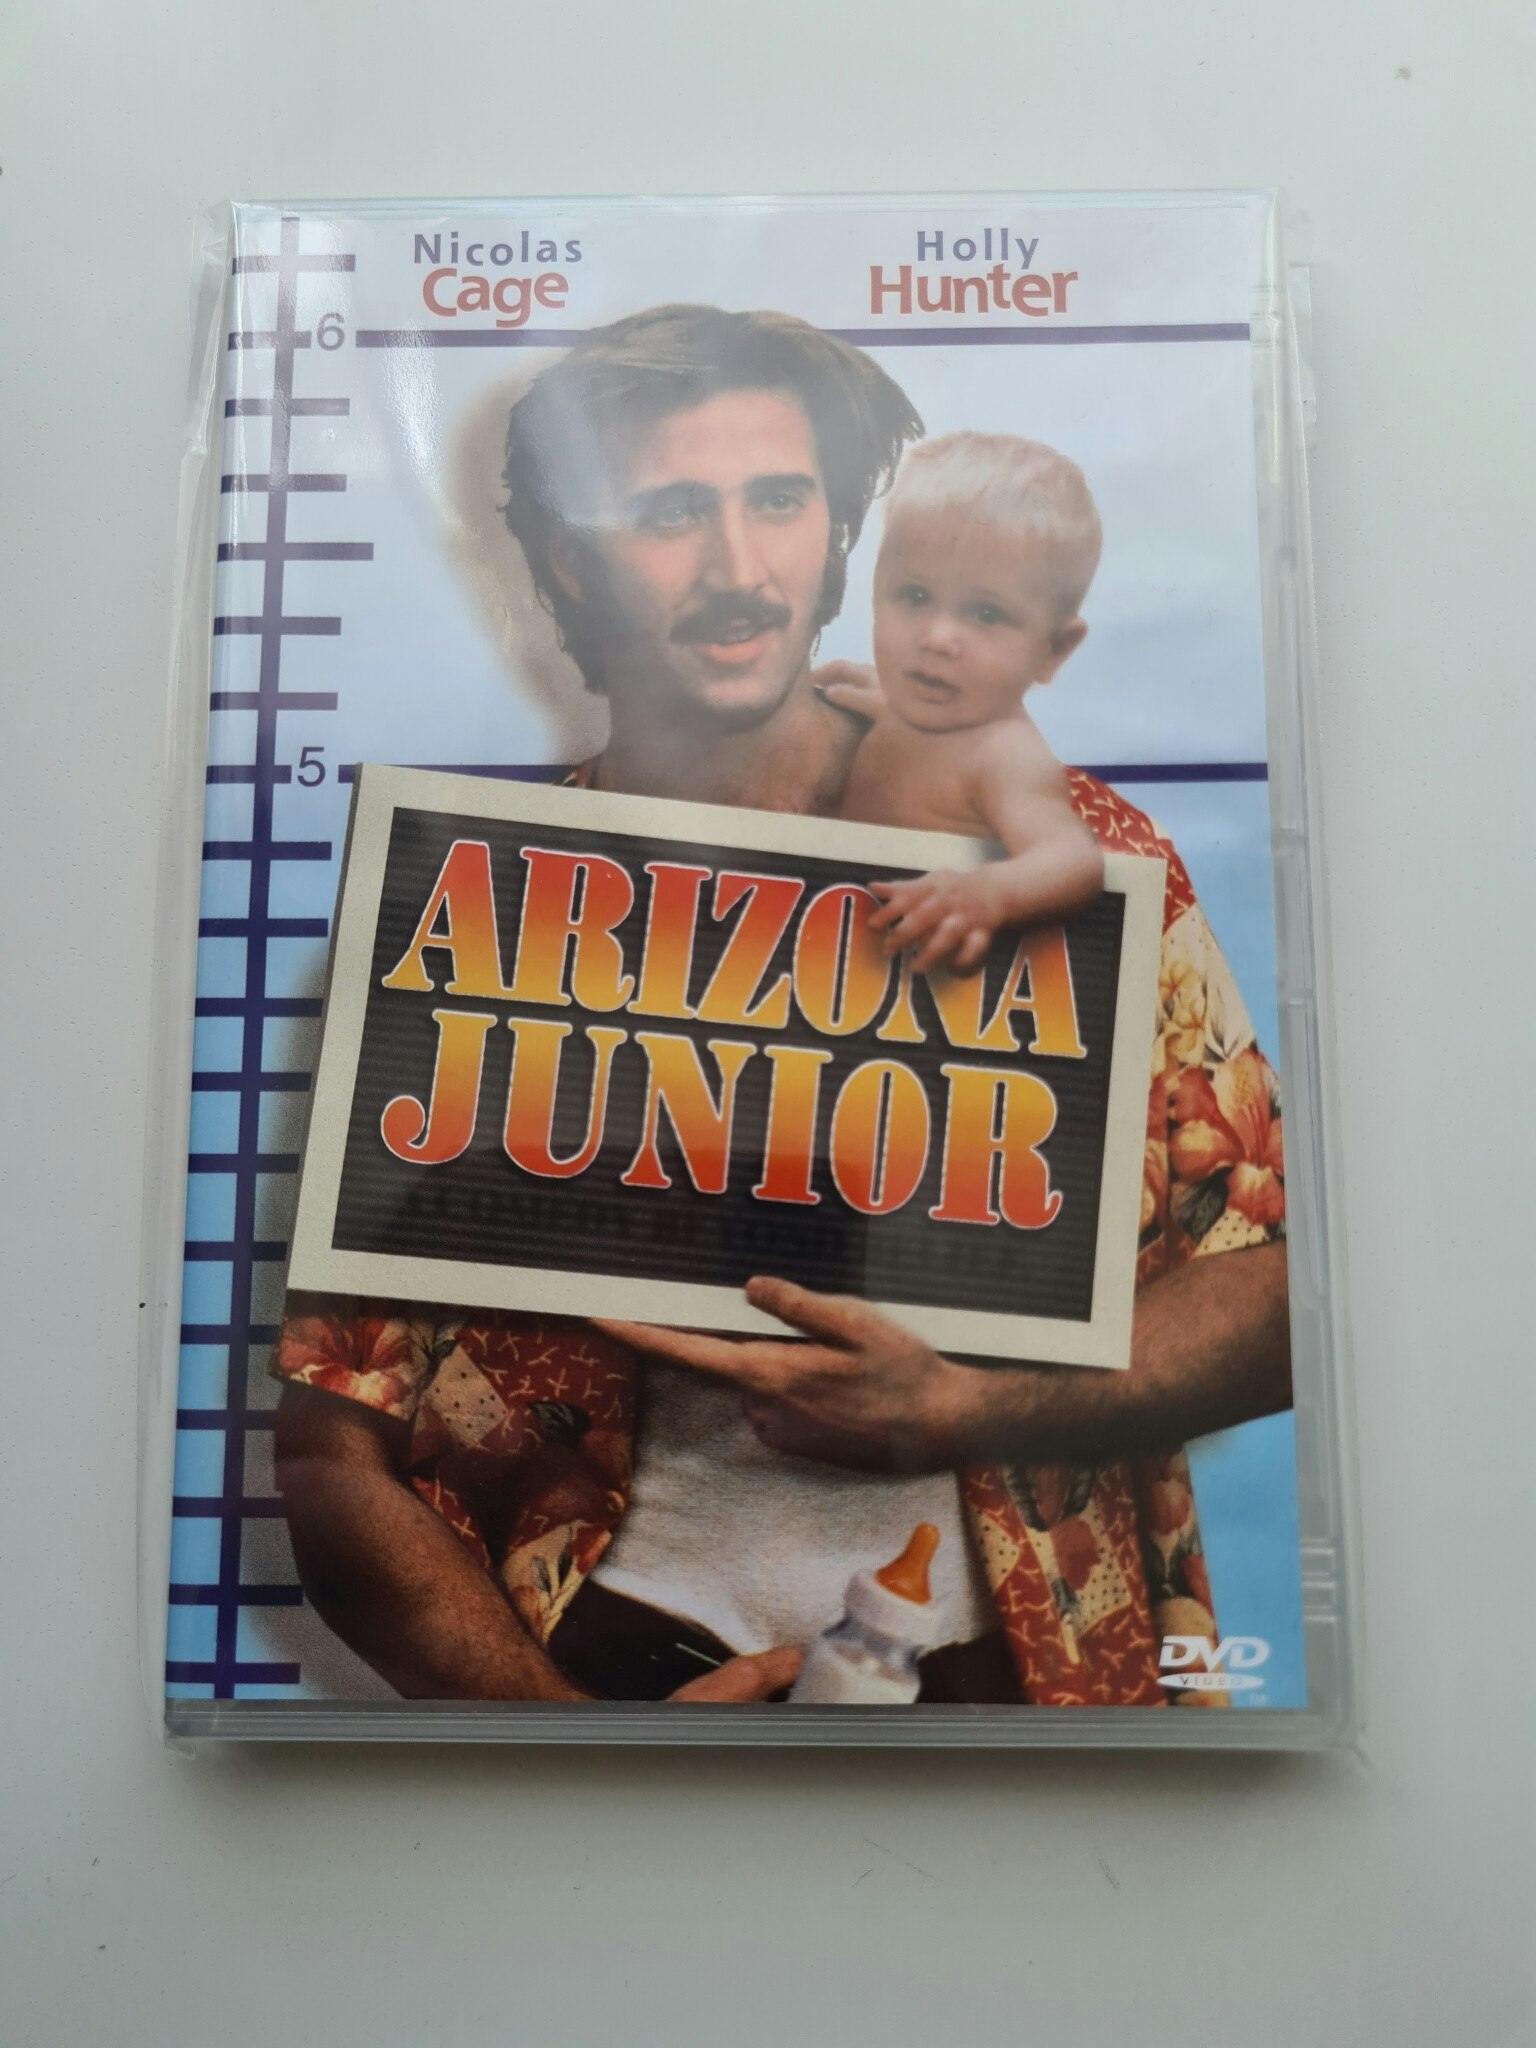 Nicolas
Cage
Holly
Hunter
6
5
ARIZONA
JUNIOR
DVD
VIDEO